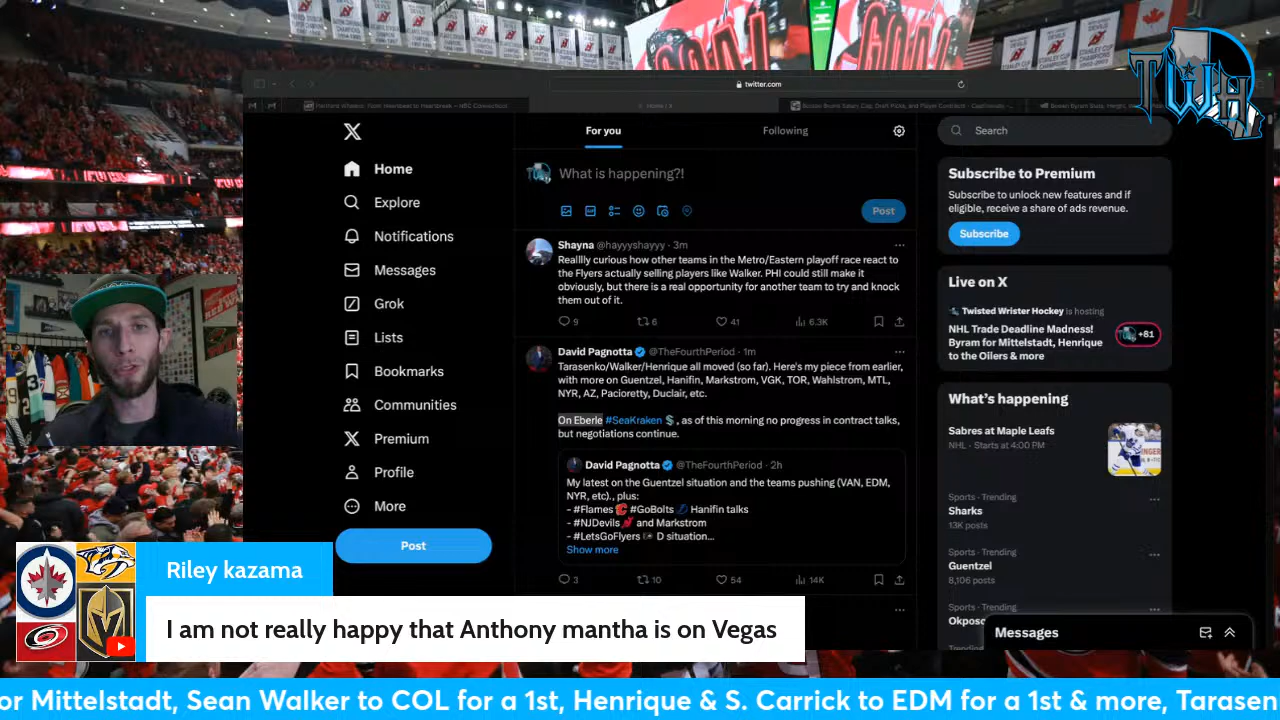 GOAL
GOAL
TWH
twitter.com
For you
Following
Search
Home
What is happening?!
Explore
Post
Notifications
Messages
Grok
Lists
Bookmarks
Communities
Premium
Profile
More
Post
Shayna @hayyyshayyy · 3m
Realllly curious how other teams in the Metro/Eastern playoff race react to
the Flyers actually selling players like Walker. PHI could still make it
obviously, but there is a real opportunity for another team to try and knock
them out of it.
9 6 41 6.3K
David Pagnotta @TheFourthPeriod · 1m
Tarasenko/Walker/Henrique all moved (so far). Here's my piece from earlier,
with more on Guentzel, Hanifin, Markstrom, VGK, TOR, Wahlstrom, MTL,
NYR, AZ, Pacioretty, Duclair, etc.
On Eberle #SeaKraken , as of this morning no progress in contract talks,
but negotiations continue.
David Pagnotta @TheFourthPeriod · 2h
My latest on the Guentzel situation and the teams pushing (VAN, EDM,
NYR, etc)., plus:
- #Flames #GoBolts Hanifin talks
- #NJDevils and Markstrom
- #LetsGoFlyers D situation...
Show more
3 10 54 14K
Subscribe to Premium
Subscribe to unlock new features and if
eligible, receive a share of ads revenue.
Subscribe
Live on X
Twisted Wrister Hockey is hosting
NHL Trade Deadline Madness!
Byram for Mittelstadt, Henrique
to the Oilers & more
+81
What's happening
Sabres at Maple Leafs
NHL · Starts at 4:00 PM
Sports · Trending
Sharks
13K posts
Sports · Trending
Guentzel
8,106 posts
Sports · Trending
Okpos
Messages
Riley kazama
I am not really happy that Anthony mantha is on Vegas
or Mittelstadt, Sean Walker to COL for a 1st, Henrique & S. Carrick to EDM for a 1st & more, Tarasen